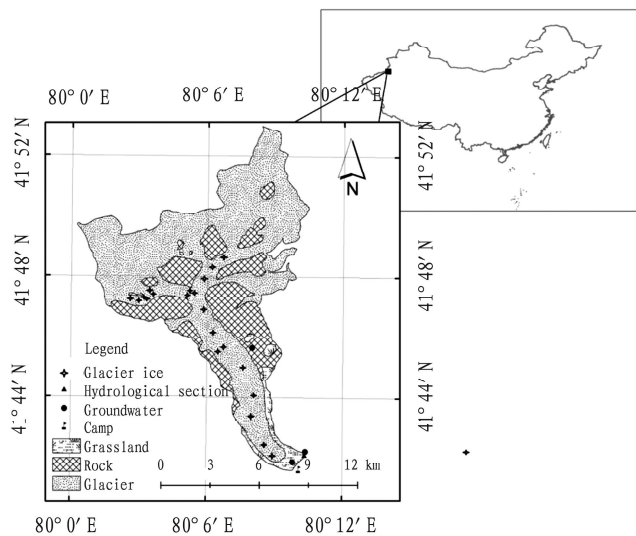 80° 0′ E
80° 6′ E
80° 12′ E
41° 52′ N
41° 52′ N
N
41° 48′ N
41° 48′ N
Legend
Glacier ice
Hydrological section
Groundwater
Camp
Grassland
Rock
Glacier
44′ N
41° 44′ N
0 3 6 9 12 km
80° 0′ E
80° 6′ E
80° 12′ E